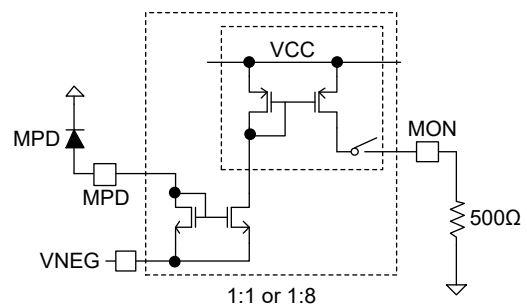 VCC
MPD
MON
MPD
500Ω
VNEG
1:1 or 1:8